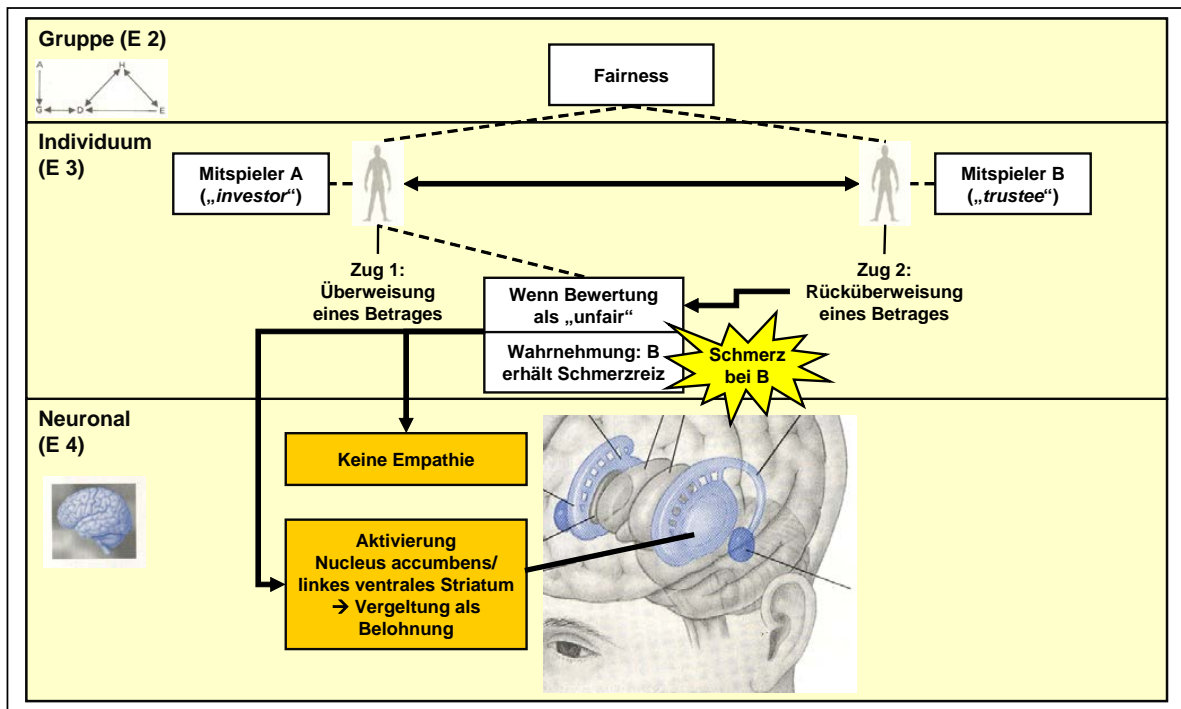 Gruppe (E 2)
A
H
G
D
E
Fairness
Individuum
(E 3)
Mitspieler A
(„investor“)
Mitspieler B
(„trustee“)
Zug 1:
Überweisung
eines Betrages
Zug 2:
Rücküberweisung
eines Betrages
Wenn Bewertung
als „unfair“
Wahrnehmung: B
erhält Schmerzreiz
Schmerz
bei B
Neuronal
(E 4)
Keine Empathie
Aktivierung
Nucleus accumbens/
linkes ventrales Striatum
→ Vergeltung als
Belohnung